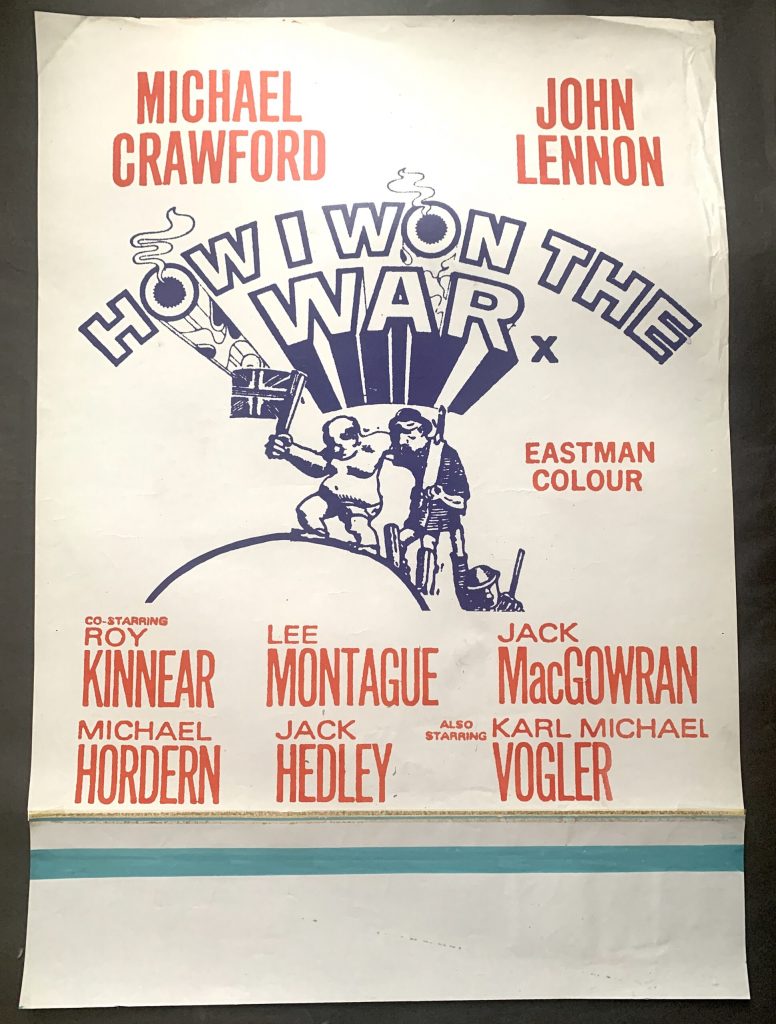 MICHAEL
CRAWFORD
JOHN
LENNON
HOW I WON THE
WAR
X
EASTMAN
COLOUR
CO-STARRING
ROY
KINNEAR
LEE
MONTAGUE
JACK
MacGOWRAN
MICHAEL
HORDERN
JACK
HEDLEY
ALSO
STARRING
KARL MICHAEL
VOGLER